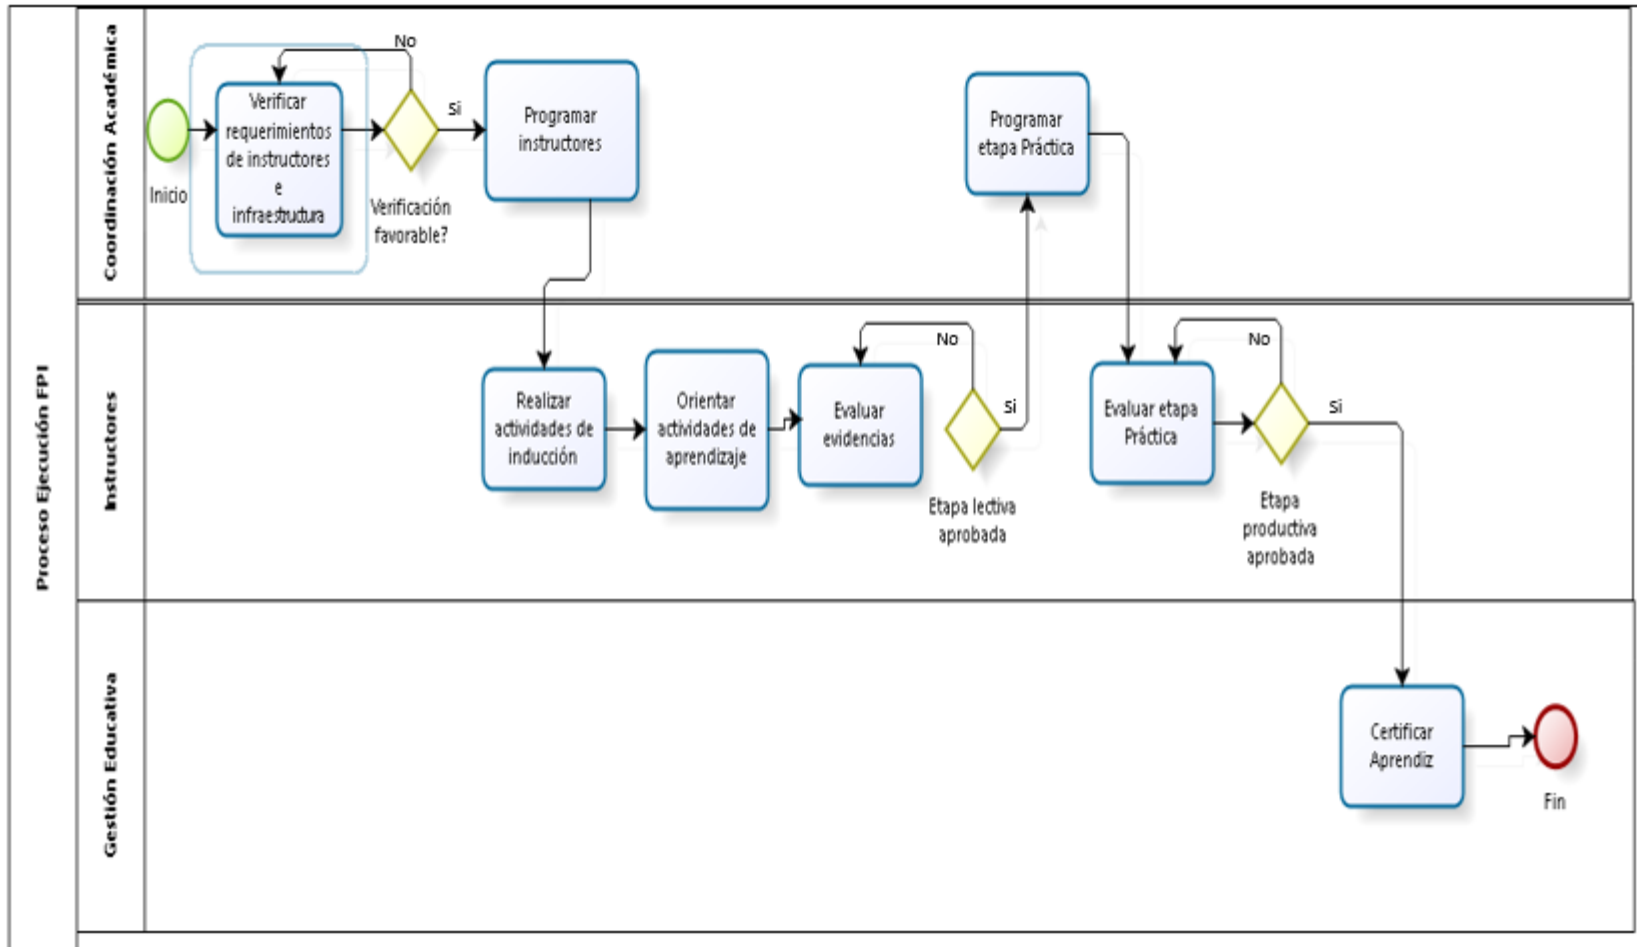 Proceso Ejecución FPI
Coordinación Académica
Inicio
Verificar
requerimientos
de instructores
e
infraestructura
No
Verificación
favorable?
Si
Programar
instructores
Programar
etapa Práctica
Instructores
Realizar
actividades de
inducción
Orientar
actividades de
aprendizaje
Evaluar
evidencias
No
Si
Etapa lectiva
aprobada
Evaluar etapa
Práctica
No
Si
Etapa
productiva
aprobada
Gestión Educativa
Certificar
Aprendiz
Fin